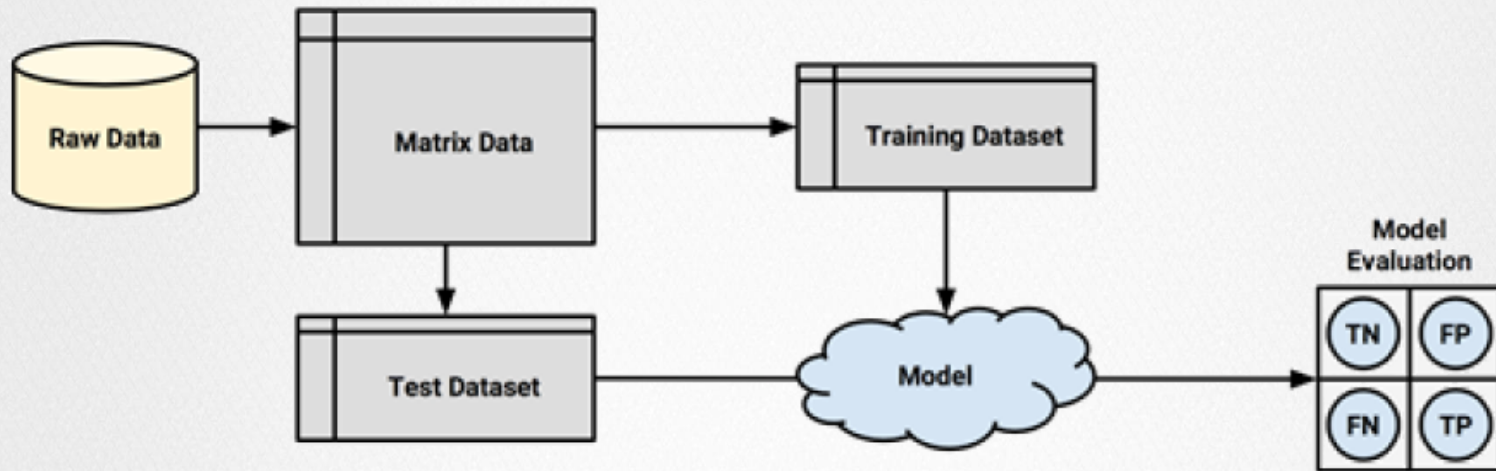 Raw Data
Matrix Data
Training Dataset
Test Dataset
Model
Model
Evaluation
TN
FP
FN
TP